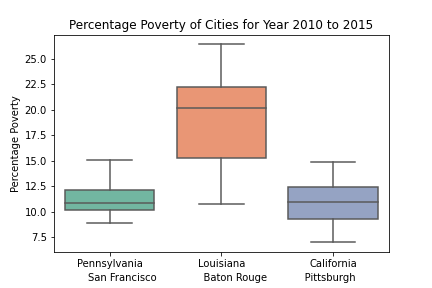 Percentage Poverty of Cities for Year 2010 to 2015
Percentage Poverty
25.0
22.5
20.0
17.5
15.0
12.5
10.0
7.5
Pennsylvania Louisiana California
San Francisco Baton Rouge Pittsburgh